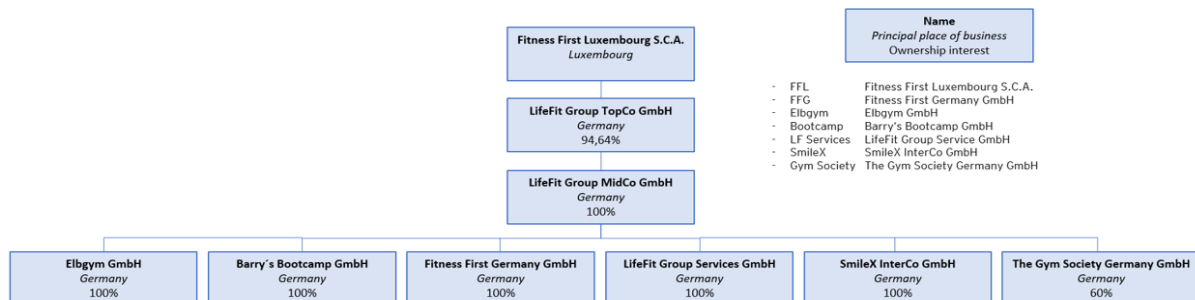 Fitness First Luxembourg S.C.A.
Luxembourg
Name
Principal place of business
Ownership interest
- FFL Fitness First Luxembourg S.C.A.
- FFG Fitness First Germany GmbH
- Elbgym Elbgym GmbH
- Bootcamp Barry's Bootcamp GmbH
- LF Services LifeFit Group Service GmbH
- SmileX SmileX InterCo GmbH
- Gym Society The Gym Society Germany GmbH
LifeFit Group TopCo GmbH
Germany
94,64%
LifeFit Group MidCo GmbH
Germany
100%
Elbgym GmbH
Germany
100%
Barry´s Bootcamp GmbH
Germany
100%
Fitness First Germany GmbH
Germany
100%
LifeFit Group Services GmbH
Germany
100%
SmileX InterCo GmbH
Germany
100%
The Gym Society Germany GmbH
Germany
60%